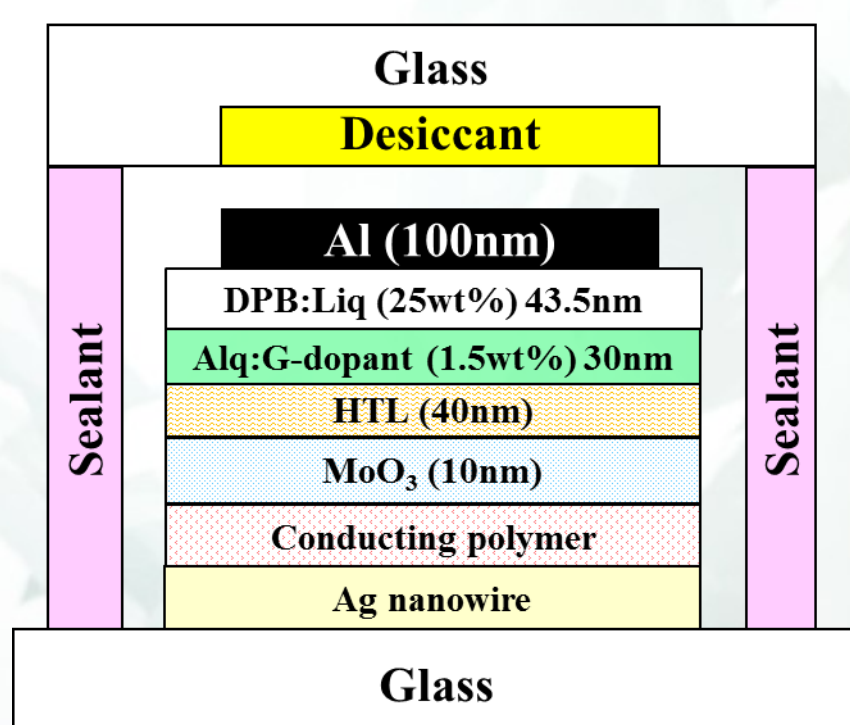 Glass
Desiccant
Al (100nm)
DPB:Liq (25wt%) 43.5nm
Alq:G-dopant (1.5wt%) 30nm
HTL (40nm)
MoO₃ (10nm)
Conducting polymer
Ag nanowire
Sealant
Sealant
Glass